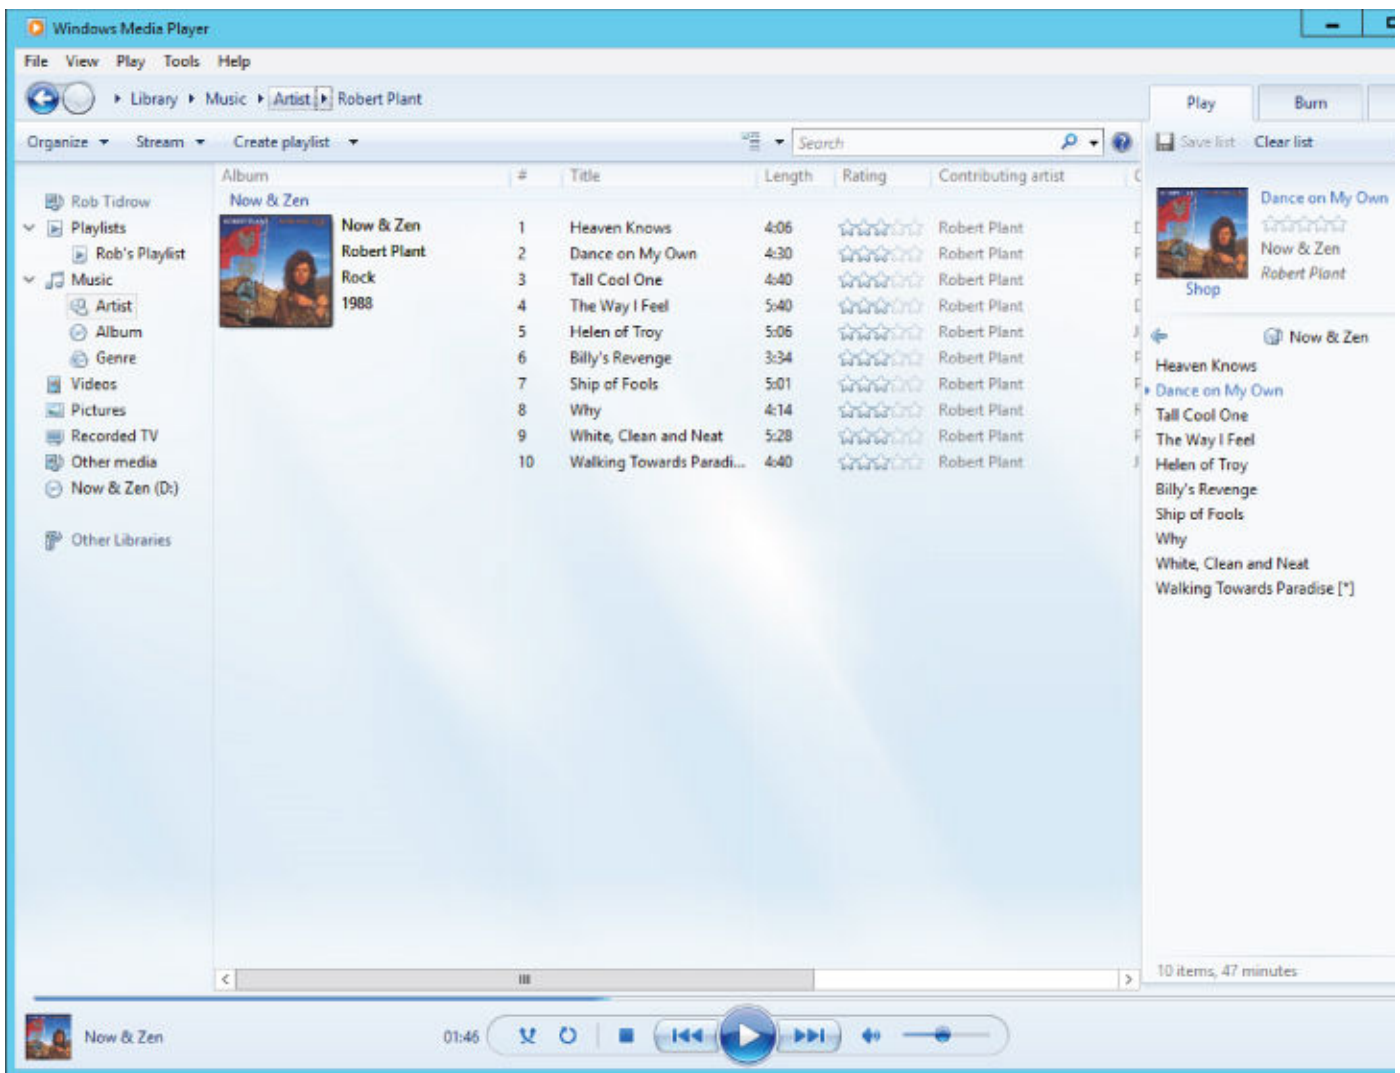 Windows Media Player
File View Play Tools Help
Library Music Artist Robert Plant
Play Burn
Organize Stream Create playlist Search
Save list Clear list
Album # Title Length Rating Contributing artist
Rob Tidrow
Playlists
Rob's Playlist
Music
Artist
Album
Genre
Videos
Pictures
Recorded TV
Other media
Now & Zen (D:)
Other Libraries
Now & Zen
Now & Zen
Robert Plant
Rock
1988
1 Heaven Knows 4:06 Robert Plant
2 Dance on My Own 4:30 Robert Plant
3 Tall Cool One 4:40 Robert Plant
4 The Way I Feel 5:40 Robert Plant
5 Helen of Troy 5:06 Robert Plant
6 Billy's Revenge 3:34 Robert Plant
7 Ship of Fools 5:01 Robert Plant
8 Why 4:14 Robert Plant
9 White, Clean and Neat 5:28 Robert Plant
10 Walking Towards Paradi... 4:40 Robert Plant
Dance on My Own
Now & Zen
Robert Plant
Shop
Now & Zen
Heaven Knows
Dance on My Own
Tall Cool One
The Way I Feel
Helen of Troy
Billy's Revenge
Ship of Fools
Why
White, Clean and Neat
Walking Towards Paradise [*]
10 items, 47 minutes
Now & Zen 01:46